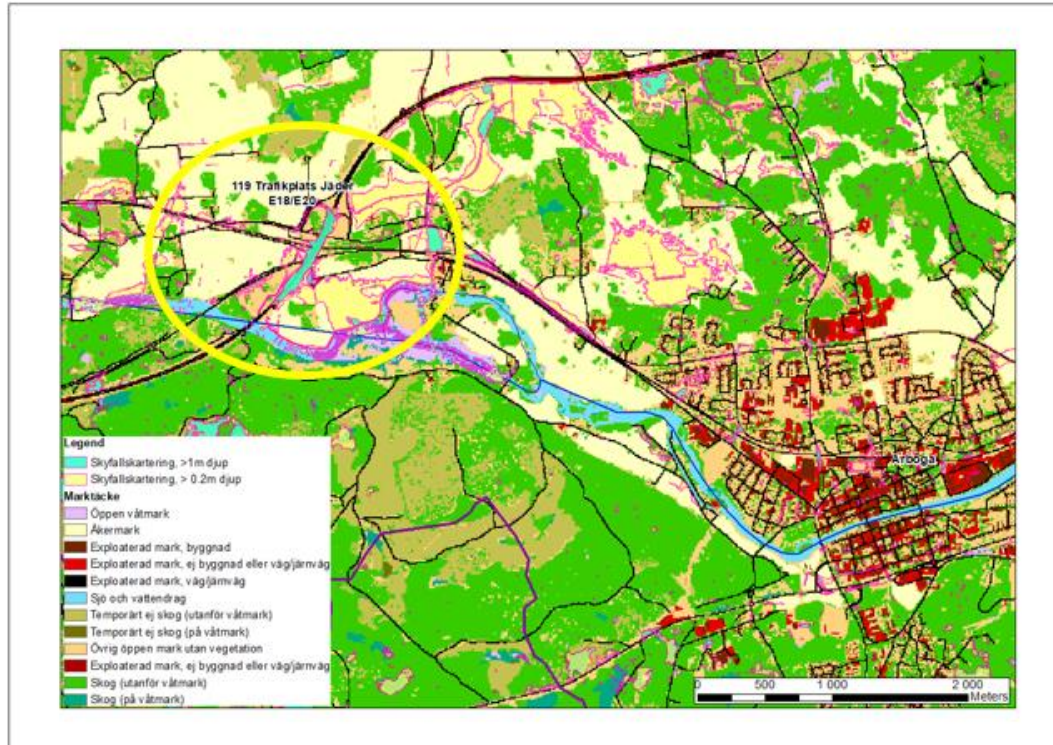 119 Trafikplats Jäder
E18/E20
Arboga
Legend
Skyfallskartering, >1m djup
Skyfallskartering, > 0.2m djup
Marktäcke
Öppen våtmark
Åkermark
Exploaterad mark, byggnad
Exploaterad mark, ej byggnad eller väg/järnväg
Exploaterad mark, väg/järnväg
Sjö och vattendrag
Temporärt ej skog (utanför våtmark)
Temporärt ej skog (på våtmark)
Övrig öppen mark utan vegetation
Exploaterad mark, ej byggnad eller väg/järnväg
Skog (utanför våtmark)
Skog (på våtmark)
0 500 1 000 2 000
Meters